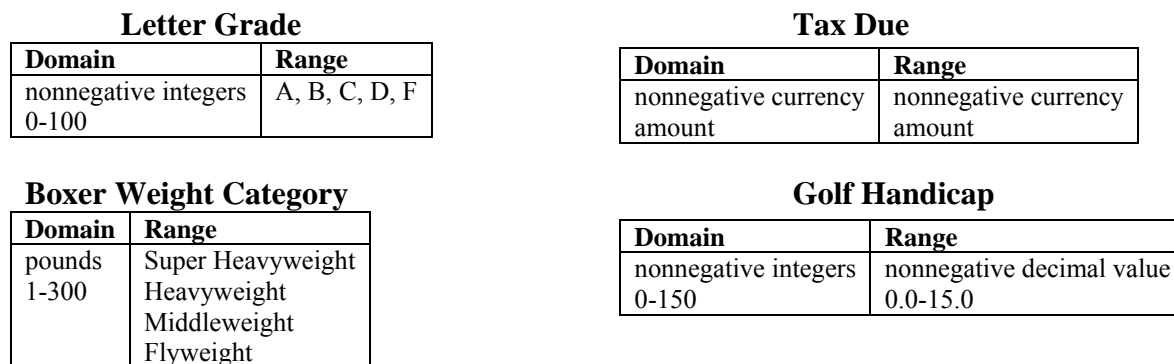 Letter Grade
Domain Range
nonnegative integers A, B, C, D, F
0-100
Tax Due
Domain Range
nonnegative currency nonnegative currency
amount amount
Boxer Weight Category
Domain Range
pounds Super Heavyweight
1-300 Heavyweight
Middleweight
Flyweight
Golf Handicap
Domain Range
nonnegative integers nonnegative decimal value
0-150 0.0-15.0